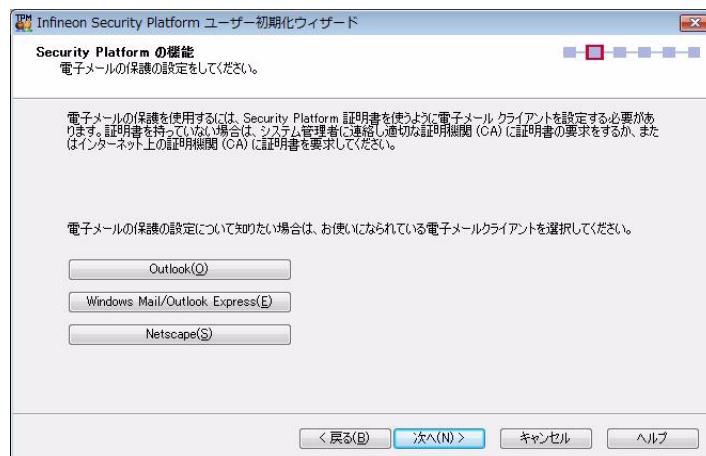 Infineon Security Platform ユーザー初期化ウィザード
Security Platform の機能
電子メールの保護の設定をしてください。
電子メールの保護を使用するには、Security Platform 証明書を使うように電子メール クライアントを設定する必要があ
ります。証明書を持っていない場合は、システム管理者に連絡し適切な証明機関 (CA) に証明書の要求をするか、また
はインターネット上の証明機関 (CA) に証明書を要求してください。
電子メールの保護の設定について知りたい場合は、お使いになられている電子メールクライアントを選択してください。
Outlook(O)
Windows Mail/Outlook Express(E)
Netscape(S)
< 戻る(B)
次へ(N) >
キャンセル
ヘルプ